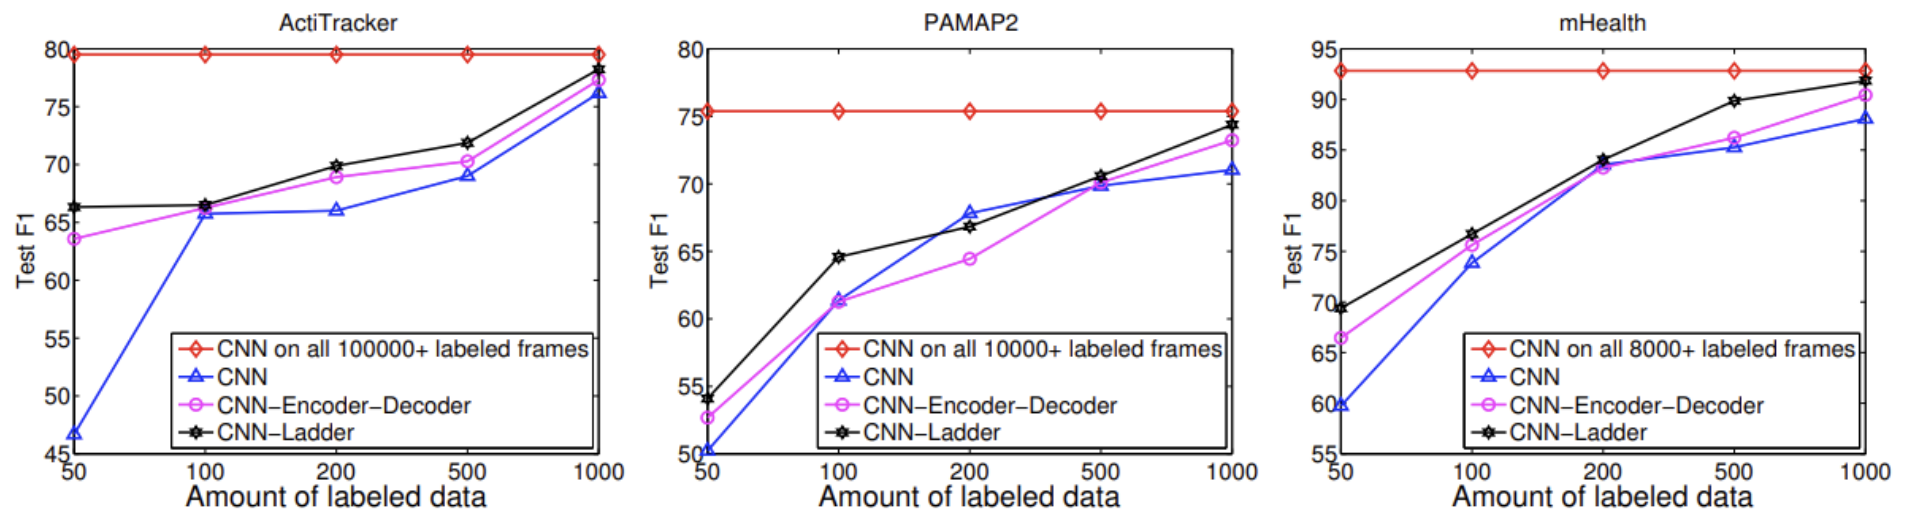 ActiTracker
80
75
70
65
60
55
50
45
Test F1
CNN on all 100000+ labeled frames
CNN
CNN-Encoder-Decoder
CNN-Ladder
50 100 200 500 1000
Amount of labeled data
PAMAP2
80
75
70
65
60
55
50
Test F1
CNN on all 10000+ labeled frames
CNN
CNN-Encoder-Decoder
CNN-Ladder
50 100 200 500 1000
Amount of labeled data
mHealth
95
90
85
80
75
70
65
60
55
Test F1
CNN on all 8000+ labeled frames
CNN
CNN-Encoder-Decoder
CNN-Ladder
50 100 200 500 1000
Amount of labeled data